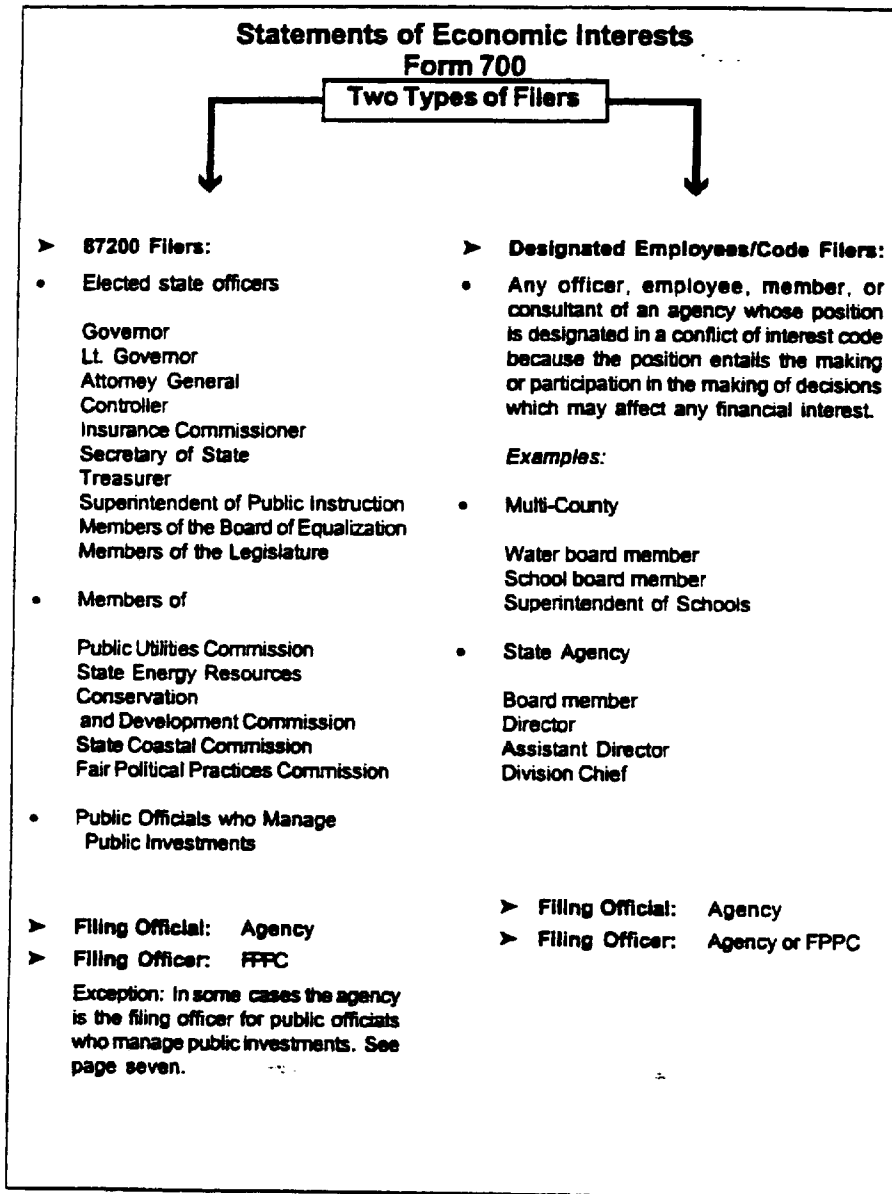 Statements of Economic Interests
Form 700
Two Types of Filers
➤ 87200 Filers:
• Elected state officers
Governor
Lt. Governor
Attorney General
Controller
Insurance Commissioner
Secretary of State
Treasurer
Superintendent of Public Instruction
Members of the Board of Equalization
Members of the Legislature
• Members of
Public Utilities Commission
State Energy Resources
Conservation
and Development Commission
State Coastal Commission
Fair Political Practices Commission
• Public Officials who Manage
Public Investments
➤ Filing Official: Agency
➤ Filing Officer: FPPC
Exception: In some cases the agency
is the filing officer for public officials
who manage public investments. See
page seven.
➤ Designated Employees/Code Filers:
• Any officer, employee, member, or
consultant of an agency whose position
is designated in a conflict of interest code
because the position entails the making
or participation in the making of decisions
which may affect any financial interest.
Examples:
• Multi-County
Water board member
School board member
Superintendent of Schools
• State Agency
Board member
Director
Assistant Director
Division Chief
➤ Filing Official: Agency
➤ Filing Officer: Agency or FPPC